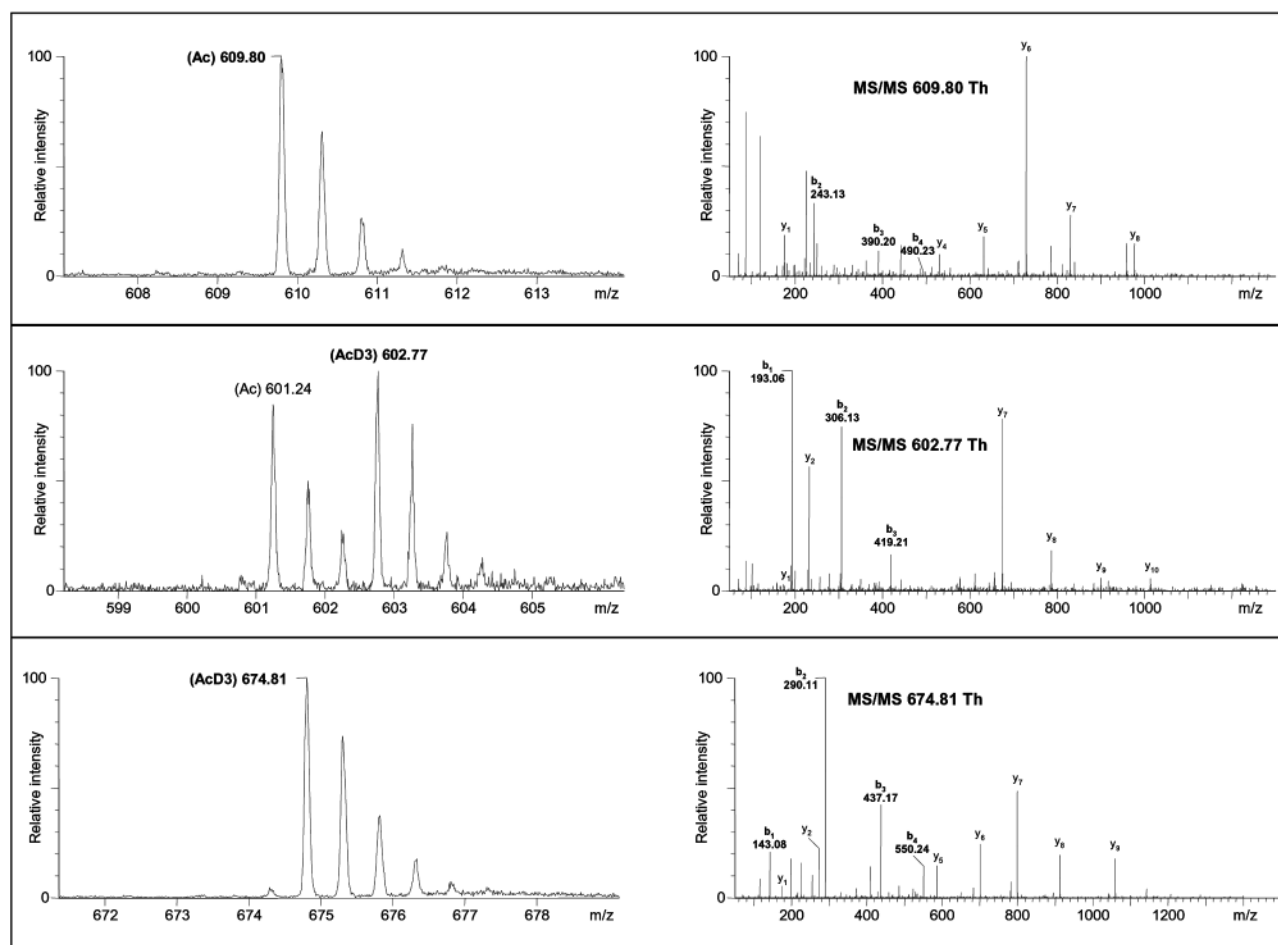 100
(Ac) 609.80
Relative intensity
0
608 609 610 611 612 613 m/z
100
y6
MS/MS 609.80 Th
Relative intensity
b2
243.13
y7
y1
b3
390.20
b4
490.23
y4
y5
y8
0
200 400 600 800 1000 m/z
100
(AcD3) 602.77
(Ac) 601.24
Relative intensity
0
599 600 601 602 603 604 605 m/z
100
b1
193.06
b2
306.13
MS/MS 602.77 Th
y7
Relative intensity
y2
b3
419.21
y8
y1
y9
y10
0
200 400 600 800 1000 m/z
100
(AcD3) 674.81
Relative intensity
0
672 673 674 675 676 677 678 m/z
100
b2
290.11
MS/MS 674.81 Th
Relative intensity
y7
b3
437.17
b1
143.08
y2
b4
550.24
y1
y5
y6
y8
y9
0
200 400 600 800 1000 1200 m/z